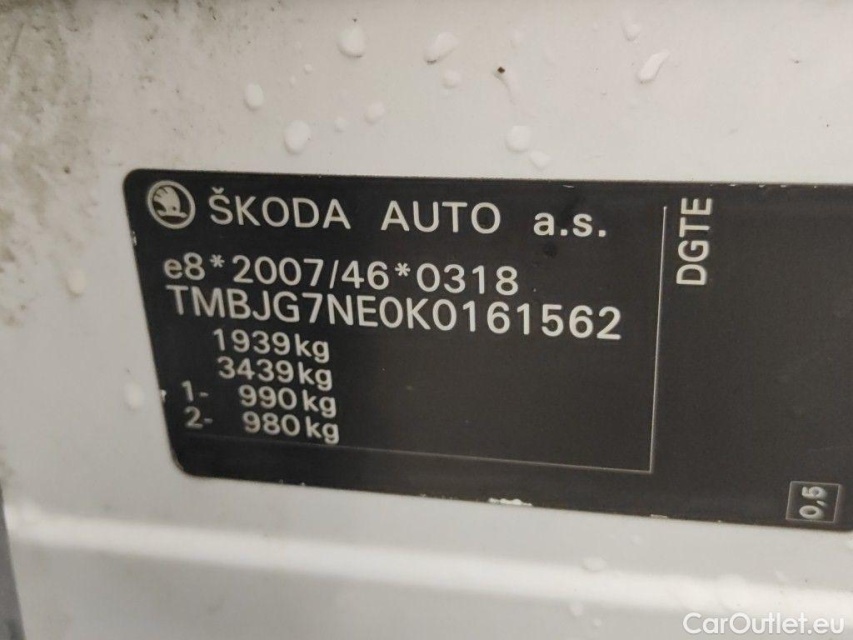 ŠKODA AUTO a.s.
e8*2007/46*0318
TMBJG7NE0K0161562
1939kg
3439kg
1- 990kg
2- 980kg
DGTE
0,5
CarOutlet.eu